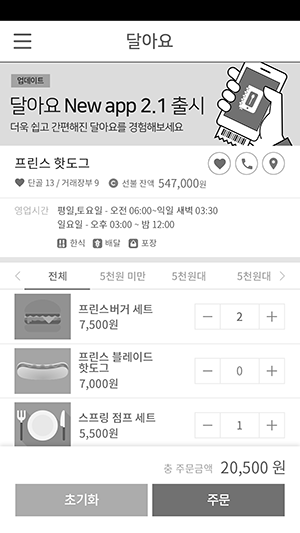 달아요
업데이트
달아요 New app 2.1 출시
더욱 쉽고 간편해진 달아요를 경험해보세요
프린스 핫도그
단골 13 / 거래장부 9 C 선불 잔액 547,000원
영업시간 평일,토요일 - 오전 06:00~익일 새벽 03:30
일요일 - 오후 03:00 ~ 밤 12:00
한식 배달 포장
전체 5천원 미만 5천원대 5천원대
프린스버거 세트
7,500원
2
프린스 블레이드
핫도그
7,000원
0
스프링 점프 세트
5,500원
1
총 주문금액 20,500 원
초기화 주문